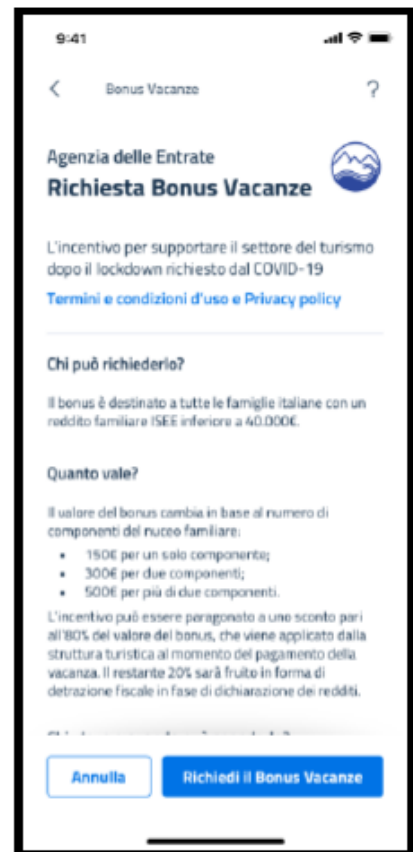 9:41
Bonus Vacanze
?
Agenzia delle Entrate
Richiesta Bonus Vacanze
L'incentivo per supportare il settore del turismo
dopo il lockdown richiesto dal COVID-19
Termini e condizioni d'uso e Privacy policy
Chi può richiederlo?
Il bonus è destinato a tutte le famiglie italiane con un
reddito familiare ISEE inferiore a 40.000€.
Quanto vale?
Il valore del bonus cambia in base al numero di
componenti del nuceo familiare:
• 150€ per un solo componente;
• 300€ per due componenti;
• 500€ per più di due componenti.
L'incentivo può essere paragonato a uno sconto pari
all'80% del valore del bonus, che viene applicato dalla
struttura turistica al momento del pagamento della
vacanza. Il restante 20% sarà fruito in forma di
detrazione fiscale in fase di dichiarazione dei redditi.
Annulla
Richiedi il Bonus Vacanze